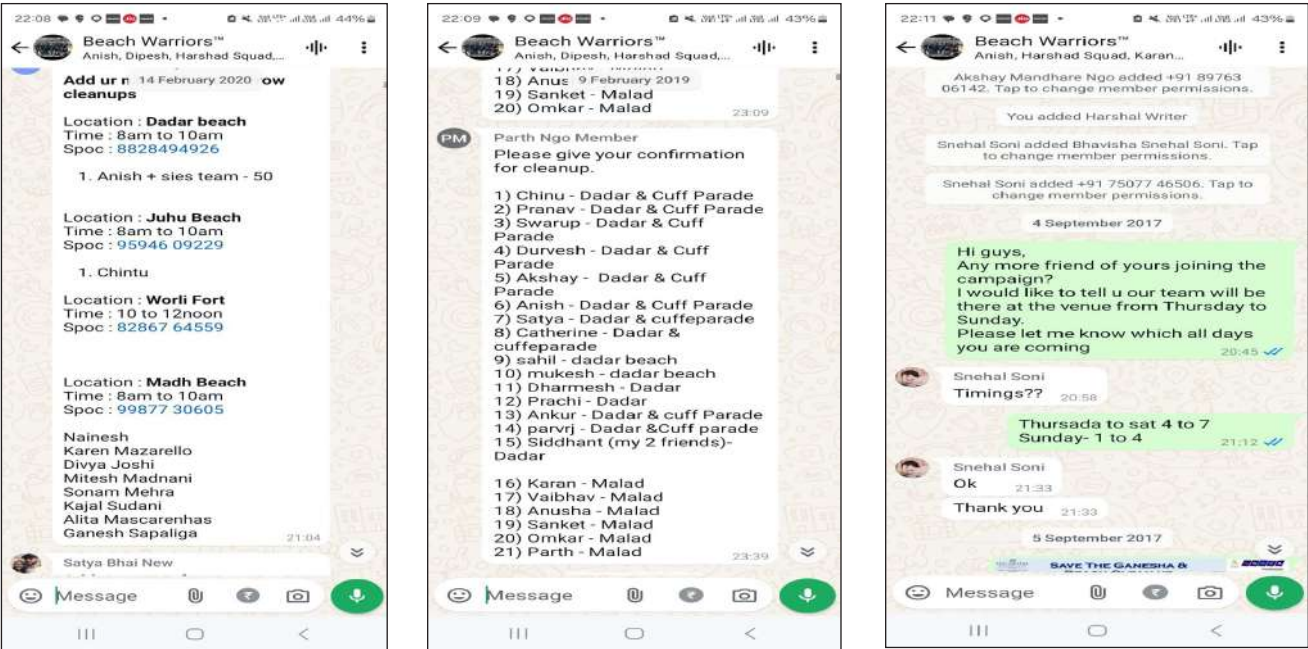 22:08
44%
Beach Warriors™
Anish, Dipesh, Harshad Squad,...
Add ur n 14 February 2020 ow
cleanups
Location : Dadar beach
Time : 8am to 10am
Spoc : 8828494926
1. Anish + sies team - 50
Location : Juhu Beach
Time : 8am to 10am
Spoc : 95946 09229
1. Chintu
Location : Worli Fort
Time : 10 to 12noon
Spoc : 82867 64559
Location : Madh Beach
Time : 8am to 10am
Spoc : 99877 30605
Nainesh
Karen Mazarello
Divya Joshi
Mitesh Madnani
Sonam Mehra
Kajal Sudani
Alita Mascarenhas
Ganesh Sapaliga
21:04
Satya Bhai New
Message
22:09
43%
Beach Warriors™
Anish, Dipesh, Harshad Squad,...
18) Anus 9 February 2019
19) Sanket - Malad
20) Omkar - Malad
23:09
PM
Parth Ngo Member
Please give your confirmation
for cleanup.
1) Chinu - Dadar & Cuff Parade
2) Pranav - Dadar & Cuff Parade
3) Swarup - Dadar & Cuff
Parade
4) Durvesh - Dadar & Cuff
Parade
5) Akshay - Dadar & Cuff
Parade
6) Anish - Dadar & Cuff Parade
7) Satya - Dadar & cuffeparade
8) Catherine - Dadar &
cuffeparade
9) sahil - dadar beach
10) mukesh - dadar beach
11) Dharmesh - Dadar
12) Prachi - Dadar
13) Ankur - Dadar & cuff Parade
14) parvrj - Dadar &Cuff parade
15) Siddhant (my 2 friends)-
Dadar
16) Karan - Malad
17) Vaibhav - Malad
18) Anusha - Malad
19) Sanket - Malad
20) Omkar - Malad
21) Parth - Malad
23:39
Message
22:11
43%
Beach Warriors™
Anish, Harshad Squad, Karan...
Akshay Mandhare Ngo added +91 89763
06142. Tap to change member permissions.
You added Harshal Writer
Snehal Soni added Bhavisha Snehal Soni. Tap
to change member permissions.
Snehal Soni added +91 75077 46506. Tap to
change member permissions.
4 September 2017
Hi guys,
Any more friend of yours joining the
campaign?
I would like to tell u our team will be
there at the venue from Thursday to
Sunday.
Please let me know which all days
you are coming
20:45
Snehal Soni
Timings??
20:58
Thursada to sat 4 to 7
Sunday- 1 to 4
21:12
Snehal Soni
Ok
21:33
Thank you
21:33
5 September 2017
SAVE THE GANESHA &
Message